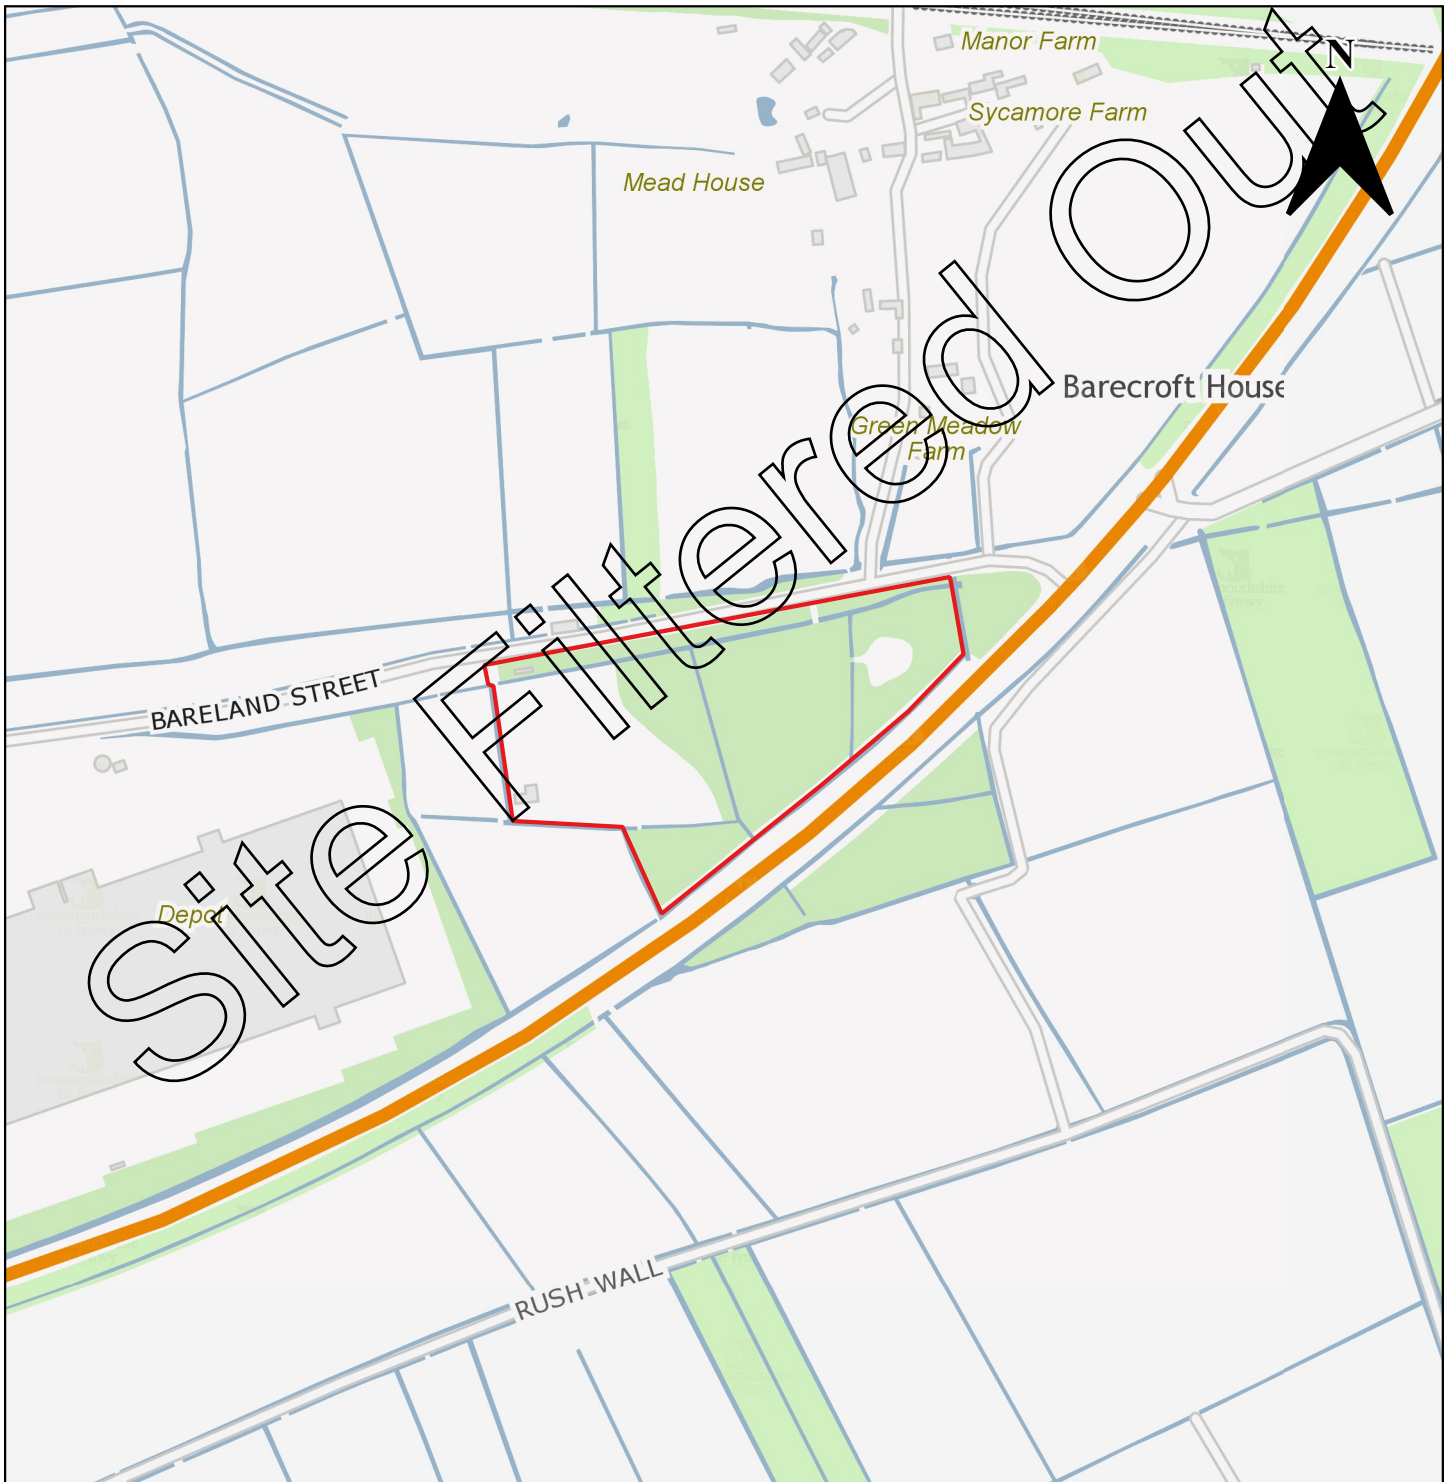 Manor Farm
N
Sycamore Farm
Mead House
Barecroft House
Green Meadow
Farm
BARELAND STREET
Depot
Site Filtered Out
RUSH WALL